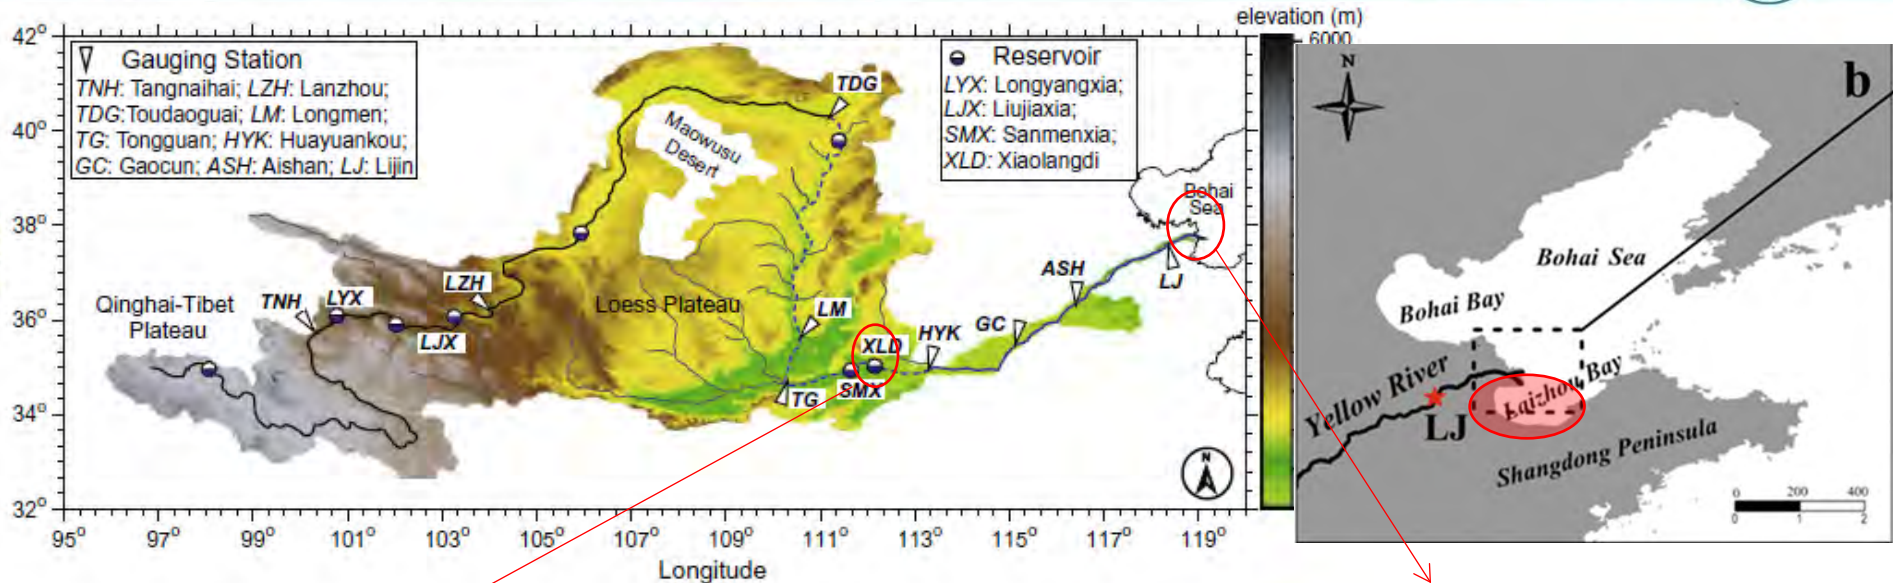 elevation (m)
6000
42°
40°
38°
36°
34°
32°
Gauging Station
TNH: Tangnaihai; LZH: Lanzhou;
TDG:Toudaoguai; LM: Longmen;
TG: Tongguan; HYK: Huayuankou;
GC: Gaocun; ASH: Aishan; LJ: Lijin
Reservoir
LYX: Longyangxia;
LJX: Liujiaxia;
SMX: Sanmenxia;
XLD: Xiaolangdi
TDG
Maowusu
Desert
Bohai
Sea
Qinghai-Tibet
Plateau
TNH
LYX
LZH
LJX
Loess Plateau
LM
XLD
SMX
TG
HYK
GC
ASH
LJ
N
95° 97° 99° 101° 103° 105° 107° 109° 111° 113° 115° 117° 119°
Longitude
N
b
Bohai Sea
Bohai Bay
Yellow River
LJ
Laizhou Bay
Shangdong Peninsula
0 200 400
0 1 2